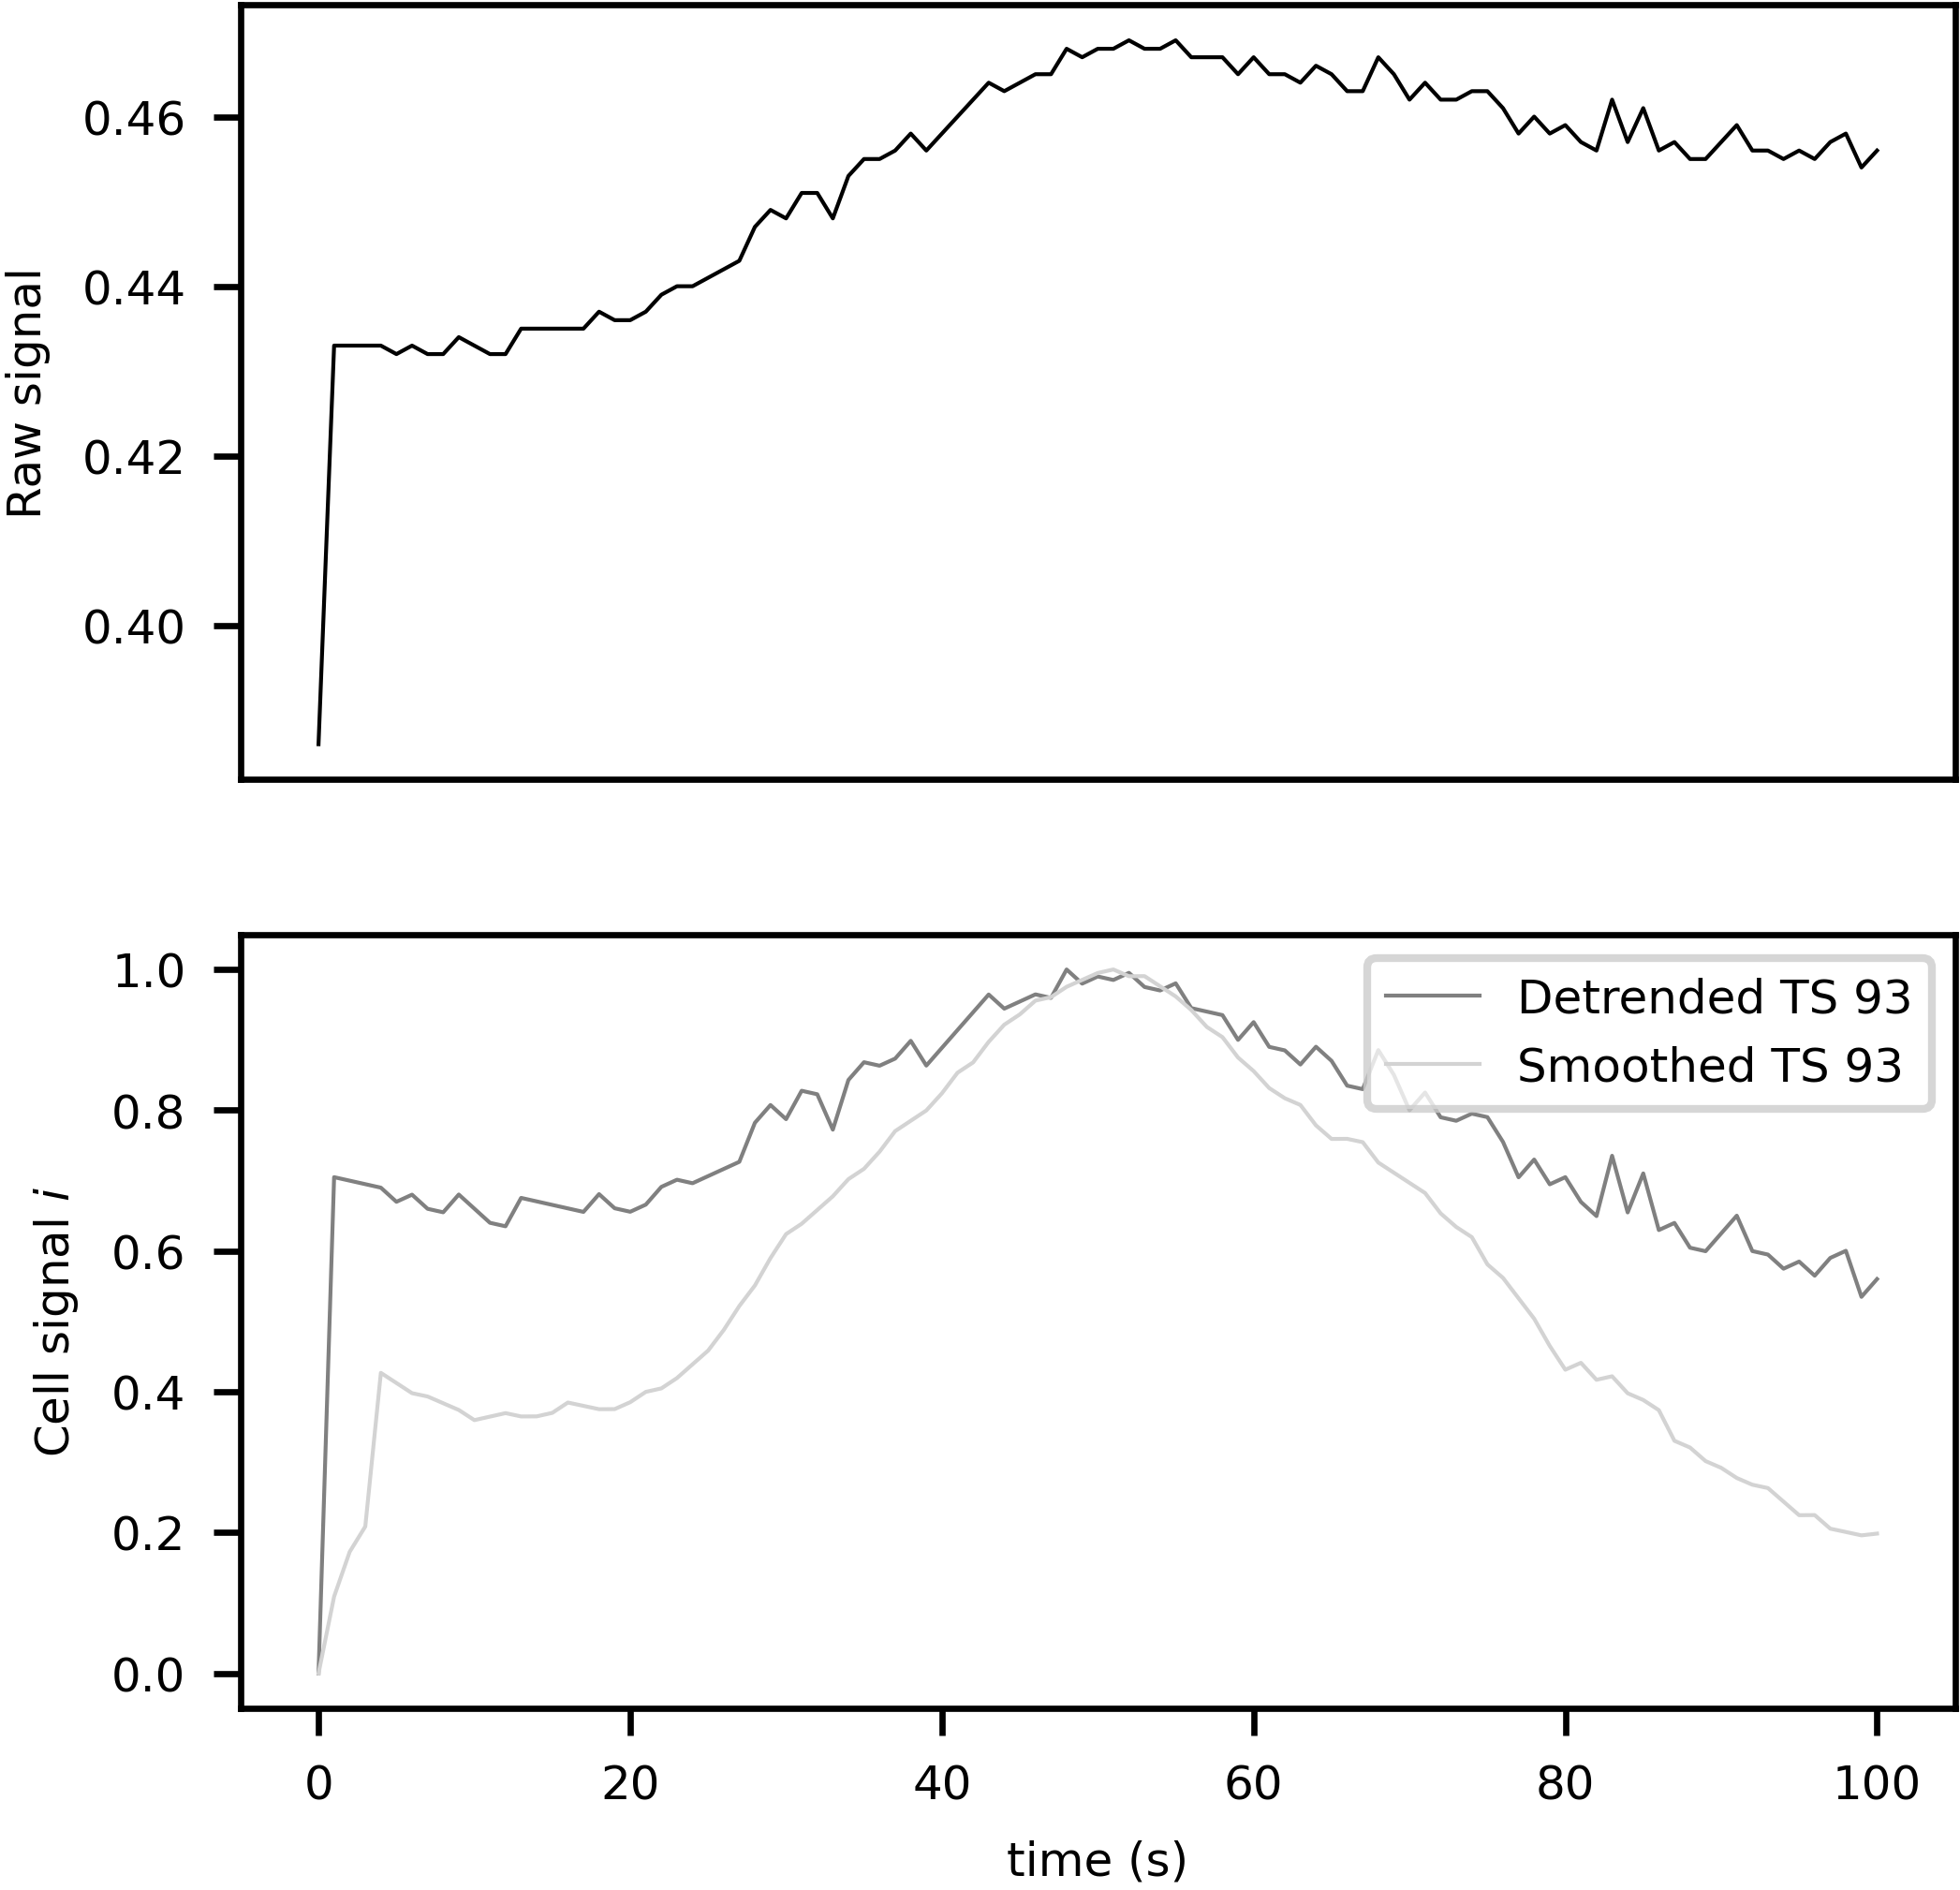 Raw signal
0.46
0.44
0.42
0.40
Cell signal i
1.0
0.8
0.6
0.4
0.2
0.0
Detrended TS 93
Smoothed TS 93
0 20 40 60 80 100
time (s)